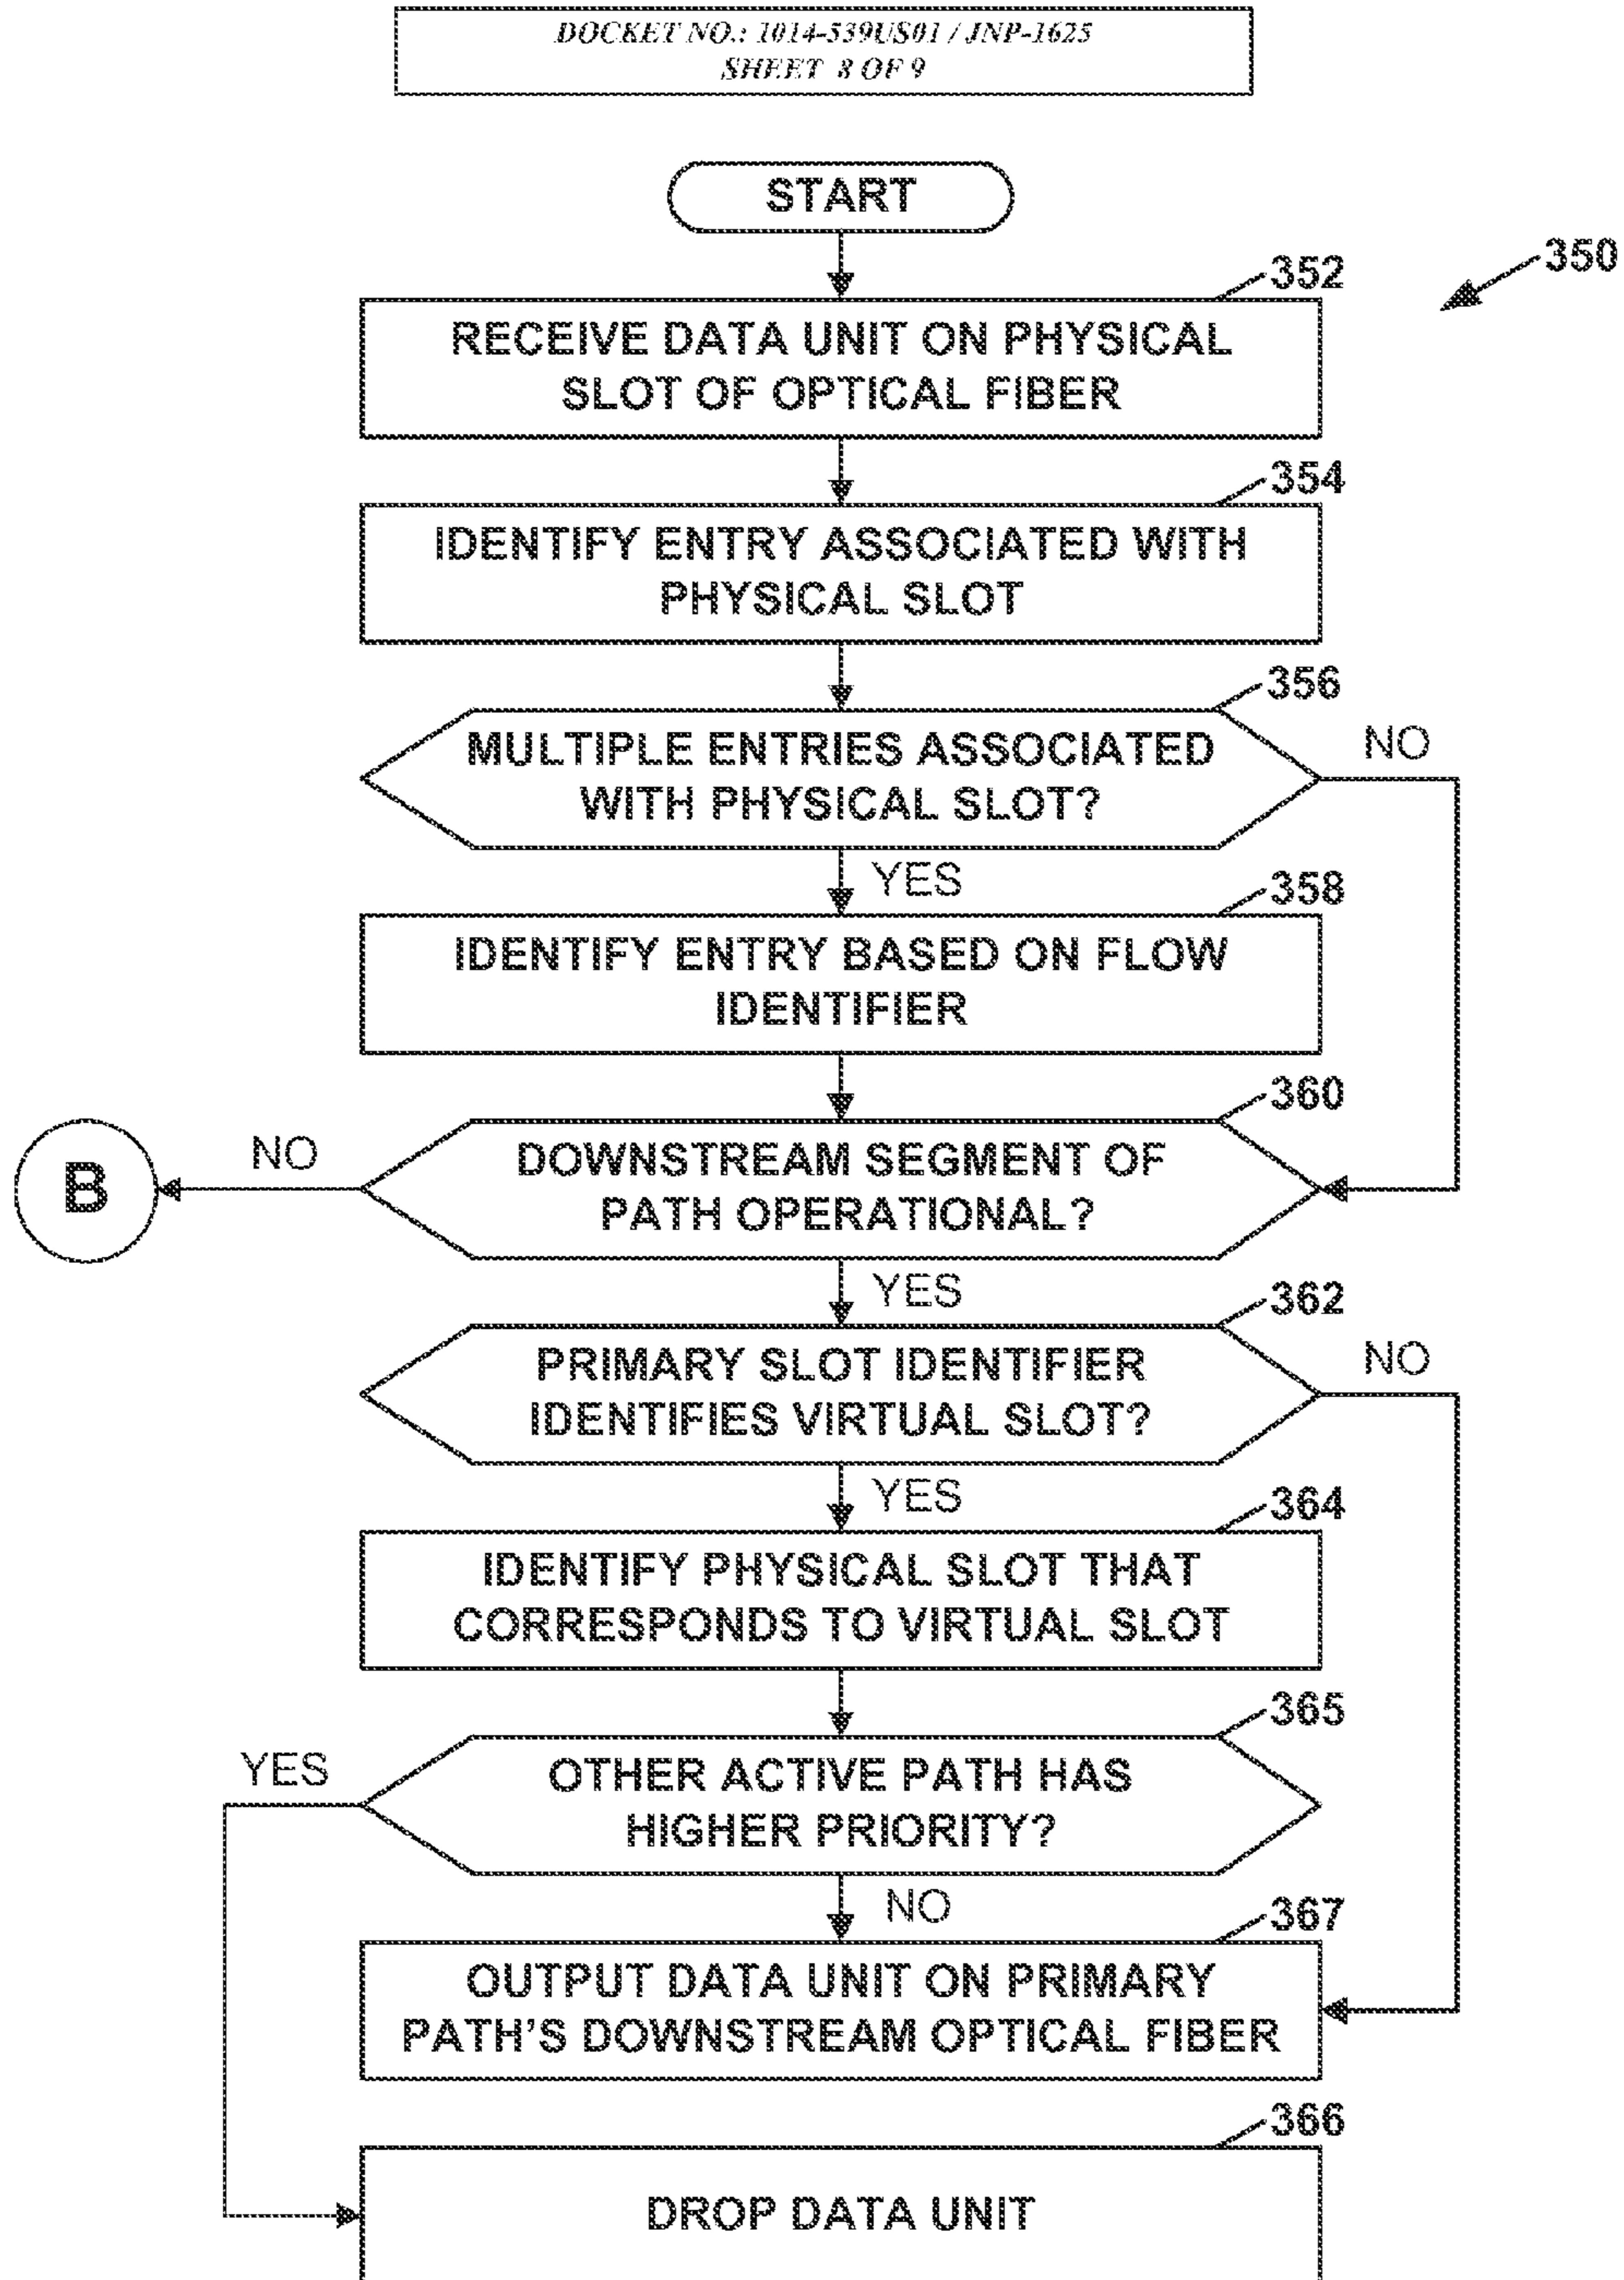 DOCKET NO.: 1014-539US01 / JNP-1625
SHEET 8 OF 9
START
350
352
RECEIVE DATA UNIT ON PHYSICAL
SLOT OF OPTICAL FIBER
354
IDENTIFY ENTRY ASSOCIATED WITH
PHYSICAL SLOT
356
MULTIPLE ENTRIES ASSOCIATED
WITH PHYSICAL SLOT?
NO
YES
358
IDENTIFY ENTRY BASED ON FLOW
IDENTIFIER
360
DOWNSTREAM SEGMENT OF
PATH OPERATIONAL?
NO
B
YES
362
PRIMARY SLOT IDENTIFIER
IDENTIFIES VIRTUAL SLOT?
NO
YES
364
IDENTIFY PHYSICAL SLOT THAT
CORRESPONDS TO VIRTUAL SLOT
365
OTHER ACTIVE PATH HAS
HIGHER PRIORITY?
YES
NO
367
OUTPUT DATA UNIT ON PRIMARY
PATH'S DOWNSTREAM OPTICAL FIBER
366
DROP DATA UNIT